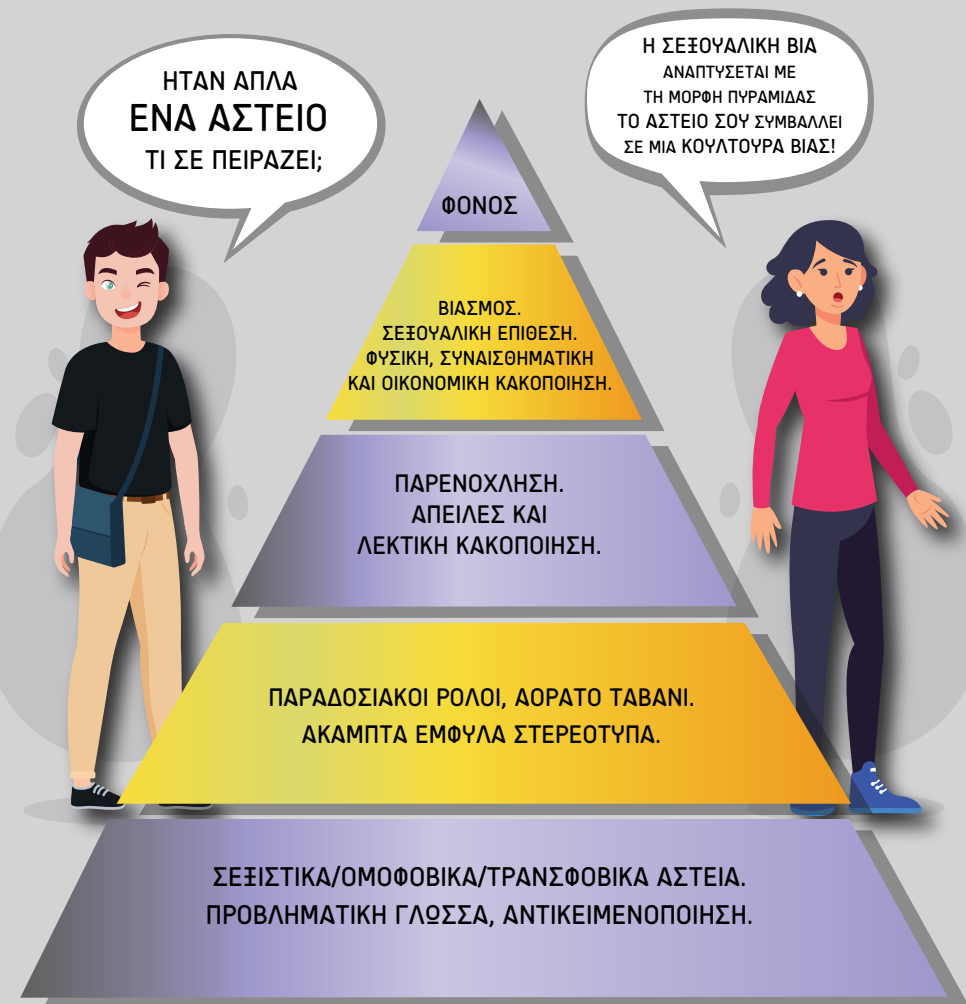 ΗΤΑΝ ΑΠΛΑ
ΕΝΑ ΑΣΤΕΙΟ
ΤΙ ΣΕ ΠΕΙΡΑΖΕΙ;
Η ΣΕΞΟΥΑΛΙΚΗ ΒΙΑ
ΑΝΑΠΤΥΣΕΤΑΙ ΜΕ
ΤΗ ΜΟΡΦΗ ΠΥΡΑΜΙΔΑΣ
ΤΟ ΑΣΤΕΙΟ ΣΟΥ ΣΥΜΒΑΛΛΕΙ
ΣΕ ΜΙΑ ΚΟΥΛΤΟΥΡΑ ΒΙΑΣ!
ΦΟΝΟΣ
ΒΙΑΣΜΟΣ.
ΣΕΞΟΥΑΛΙΚΗ ΕΠΙΘΕΣΗ.
ΦΥΣΙΚΗ, ΣΥΝΑΙΣΘΗΜΑΤΙΚΗ
ΚΑΙ ΟΙΚΟΝΟΜΙΚΗ ΚΑΚΟΠΟΙΗΣΗ.
ΠΑΡΕΝΟΧΛΗΣΗ.
ΑΠΕΙΛΕΣ ΚΑΙ
ΛΕΚΤΙΚΗ ΚΑΚΟΠΟΙΗΣΗ.
ΠΑΡΑΔΟΣΙΑΚΟΙ ΡΟΛΟΙ, ΑΟΡΑΤΟ ΤΑΒΑΝΙ.
ΑΚΑΜΠΤΑ ΕΜΦΥΛΑ ΣΤΕΡΕΟΤΥΠΑ.
ΣΕΞΙΣΤΙΚΑ/ΟΜΟΦΟΒΙΚΑ/ΤΡΑΝΣΦΟΒΙΚΑ ΑΣΤΕΙΑ.
ΠΡΟΒΛΗΜΑΤΙΚΗ ΓΛΩΣΣΑ, ΑΝΤΙΚΕΙΜΕΝΟΠΟΙΗΣΗ.